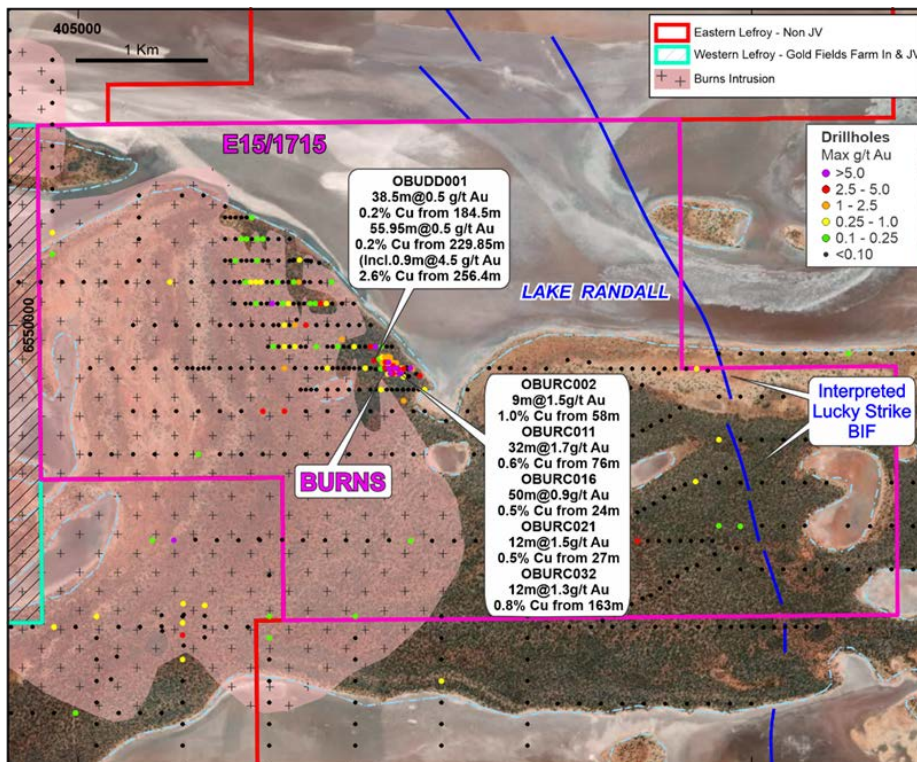 405000
1 Km
Eastern Lefroy - Non JV
Western Lefroy - Gold Fields Farm In & JV
Burns Intrusion
E15/1715
Drillholes
Max g/t Au
>5.0
2.5 - 5.0
1 - 2.5
0.25 - 1.0
0.1 - 0.25
<0.10
OBUDD001
38.5m@0.5 g/t Au
0.2% Cu from 184.5m
55.95m@0.5 g/t Au
0.2% Cu from 229.85m
(Incl.0.9m@4.5 g/t Au
2.6% Cu from 256.4m
LAKE RANDALL
6550000
OBURC002
9m@1.5g/t Au
1.0% Cu from 58m
OBURC011
32m@1.7g/t Au
0.6% Cu from 76m
OBURC016
50m@0.9g/t Au
0.5% Cu from 24m
OBURC021
12m@1.5g/t Au
0.5% Cu from 27m
OBURC032
12m@1.3g/t Au
0.8% Cu from 163m
Interpreted
Lucky Strike
BIF
BURNS